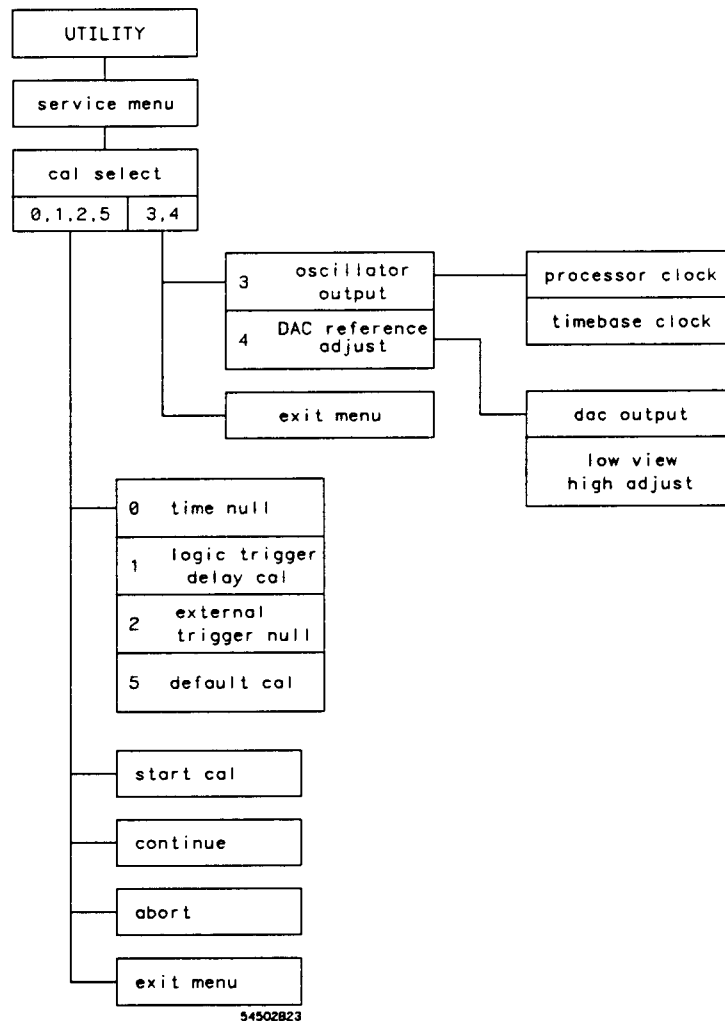 UTILITY
service menu
cal select
0,1,2,5
3,4
3 oscillator
output
4 DAC reference
adjust
processor clock
timebase clock
exit menu
dac output
low view
high adjust
0 time null
1 logic trigger
delay cal
2 external
trigger null
5 default cal
start cal
continue
abort
exit menu
54502B23